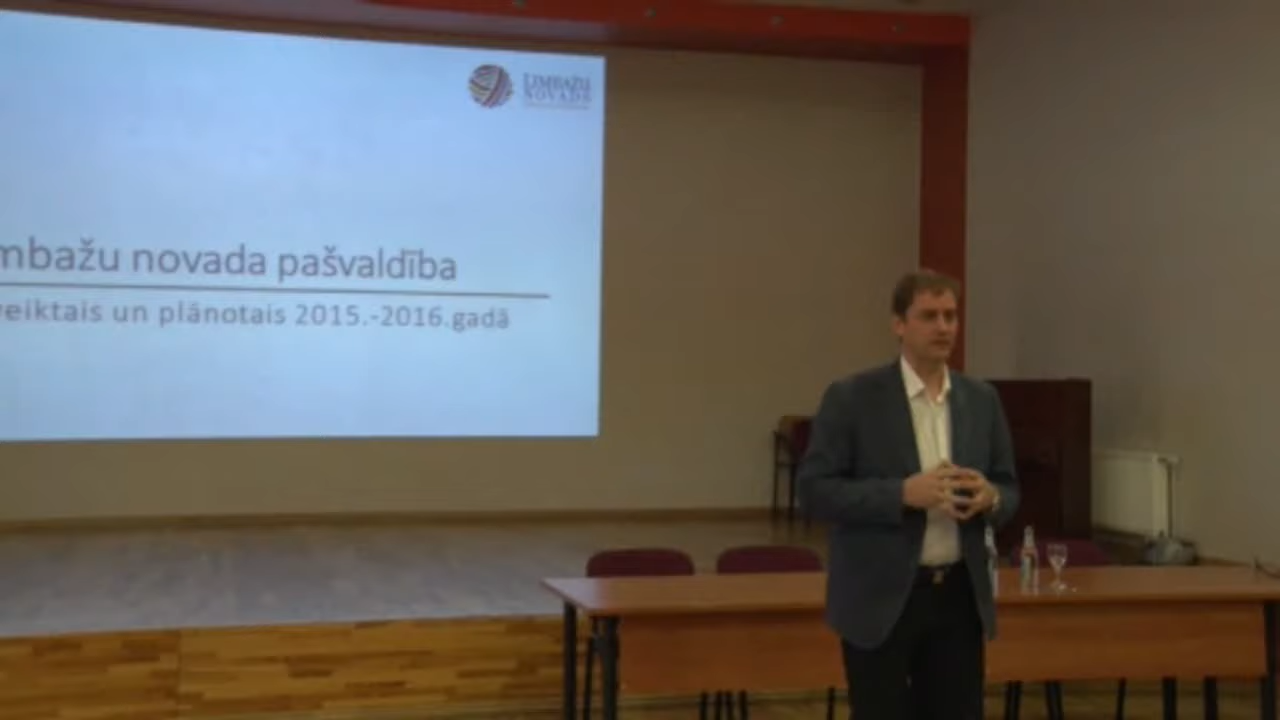 LIMBAŽU
NOVADS
mbažu novada pašvaldība
veiktais un plānotais 2015.-2016.gadā